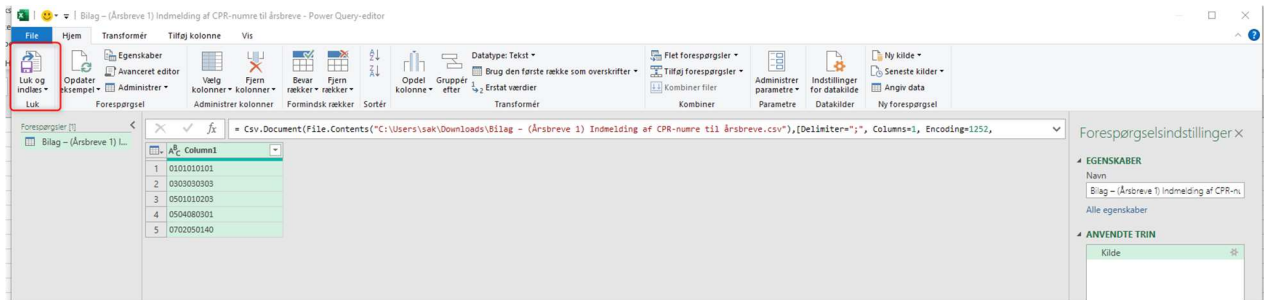 Bilag – (Årsbreve 1) Indmelding af CPR-numre til årsbreve - Power Query-editor
File Hjem Transformér Tilføj kolonne Vis
Luk og indlæs
Luk
Opdater eksempel
Egenskaber
Avanceret editor
Administrer
Forespørgsel
Vælg kolonner
Fjern kolonner
Administrer kolonner
Bevar rækker
Fjern rækker
Formindsk rækker
Sortér
Opdel kolonne
Gruppér efter
Datatype: Tekst
Brug den første række som overskrifter
Erstat værdier
Transformér
Flet forespørgsler
Tilføj forespørgsler
Kombiner filer
Kombiner
Administrer parametre
Parametre
Indstillinger for datakilde
Datakilder
Ny kilde
Seneste kilder
Angiv data
Ny forespørgsel
Forespørgsler [1]
Bilag – (Årsbreve 1) I...
fx = Csv.Document(File.Contents("C:\Users\sak\Downloads\Bilag – (Årsbreve 1) Indmelding af CPR-numre til årsbreve.csv"),[Delimiter=";", Columns=1, Encoding=1252,
ABC Column1
1 0101010101
2 0303030303
3 0501010203
4 0504080301
5 0702050140
Forespørgselsindstillinger
EGENSKABER
Navn
Bilag – (Årsbreve 1) Indmelding af CPR-nu
Alle egenskaber
ANVENDTE TRIN
Kilde